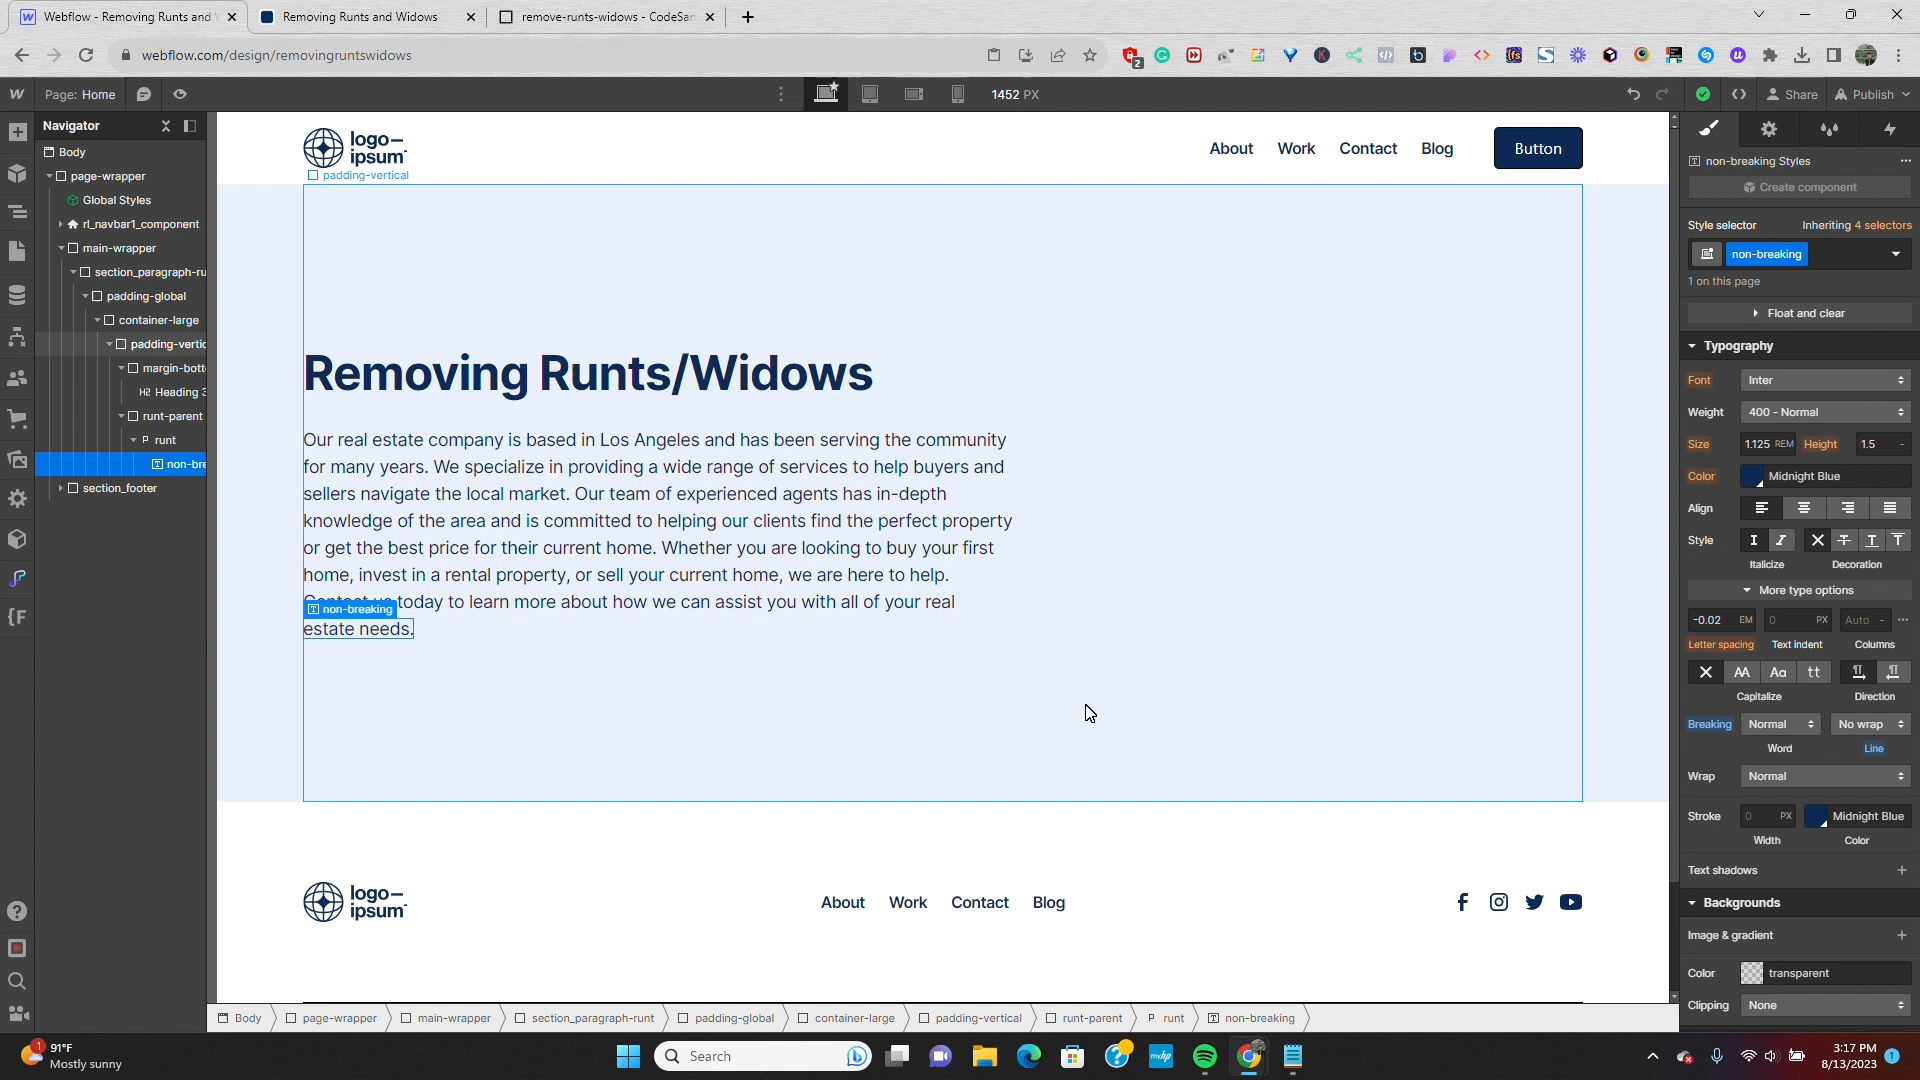 Webflow - Removing Runts and
Removing Runts and Widows
remove-runts-widows - CodeSan
webflow.com/design/removingruntswidows
2
Page: Home
1452 PX
Share
Publish
Navigator
Body
page-wrapper
Global Styles
rl_navbar1_component
main-wrapper
section_paragraph-ru
padding-global
container-large
padding-vertic
margin-bott
H2 Heading 3
runt-parent
P runt
non-bre
section_footer
logo—
ipsum
padding-vertical
About
Work
Contact
Blog
Button
Removing Runts/Widows
Our real estate company is based in Los Angeles and has been serving the community
for many years. We specialize in providing a wide range of services to help buyers and
sellers navigate the local market. Our team of experienced agents has in-depth
knowledge of the area and is committed to helping our clients find the perfect property
or get the best price for their current home. Whether you are looking to buy your first
home, invest in a rental property, or sell your current home, we are here to help.
today to learn more about how we can assist you with all of your real
non-breaking
estate needs.
logo—
ipsum
About
Work
Contact
Blog
non-breaking Styles
Create component
Style selector
Inheriting 4 selectors
non-breaking
1 on this page
Float and clear
Typography
Font
Inter
Weight
400 - Normal
Size
1.125 REM
Height
1.5 -
Color
Midnight Blue
Align
Style
Italicize
Decoration
More type options
-0.02 EM
0 PX
Auto -
Letter spacing
Text indent
Columns
AA
Aa
tt
Capitalize
Direction
Breaking
Normal
No wrap
Word
Line
Wrap
Normal
Stroke
0 PX
Midnight Blue
Width
Color
Text shadows
Backgrounds
Image & gradient
Color
transparent
Clipping
None
Body
page-wrapper
main-wrapper
section_paragraph-runt
padding-global
container-large
padding-vertical
runt-parent
P runt
non-breaking
1
91°F
Mostly sunny
Search
myhp
3:17 PM
8/13/2023
1